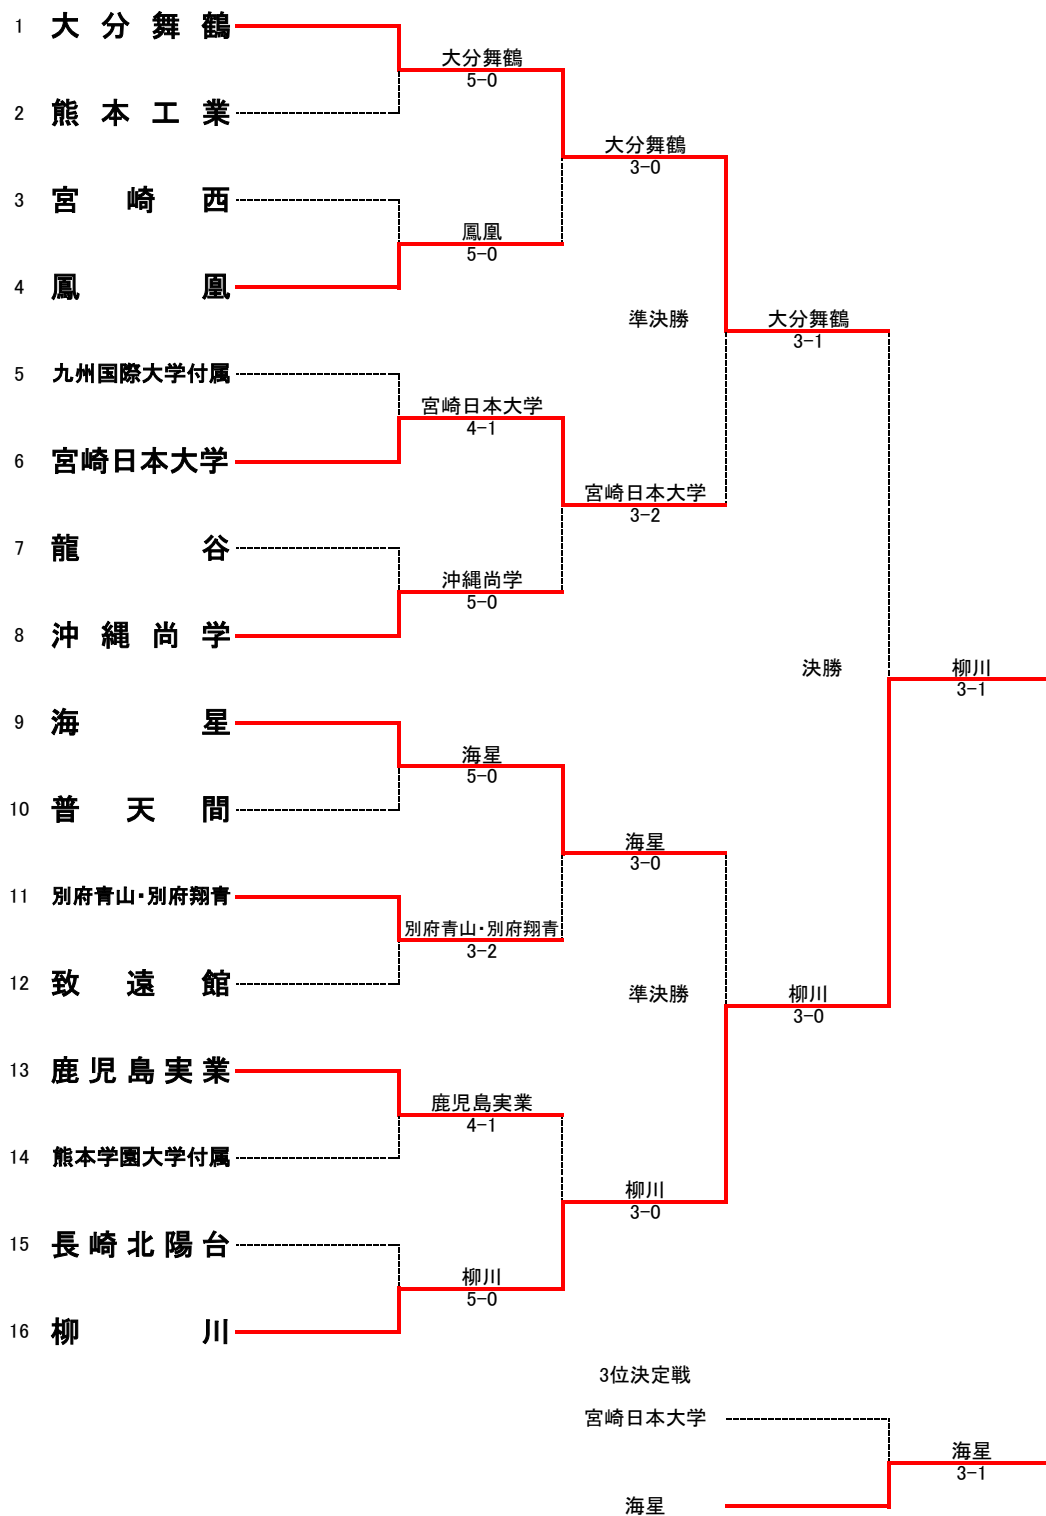 1 大分舞鶴
大分舞鶴
5-0
2 熊本工業
大分舞鶴
3-0
3 宮崎西
鳳凰
5-0
4 鳳凰
準決勝
大分舞鶴
3-1
5 九州国際大学付属
宮崎日本大学
4-1
6 宮崎日本大学
宮崎日本大学
3-2
7 龍谷
沖縄尚学
5-0
8 沖縄尚学
決勝
柳川
3-1
9 海星
海星
5-0
10 普天間
海星
3-0
11 別府青山・別府翔青
別府青山・別府翔青
3-2
12 致遠館
準決勝
柳川
3-0
13 鹿児島実業
鹿児島実業
4-1
14 熊本学園大学付属
柳川
3-0
15 長崎北陽台
柳川
5-0
16 柳川
3位決定戦
宮崎日本大学
海星
3-1
海星